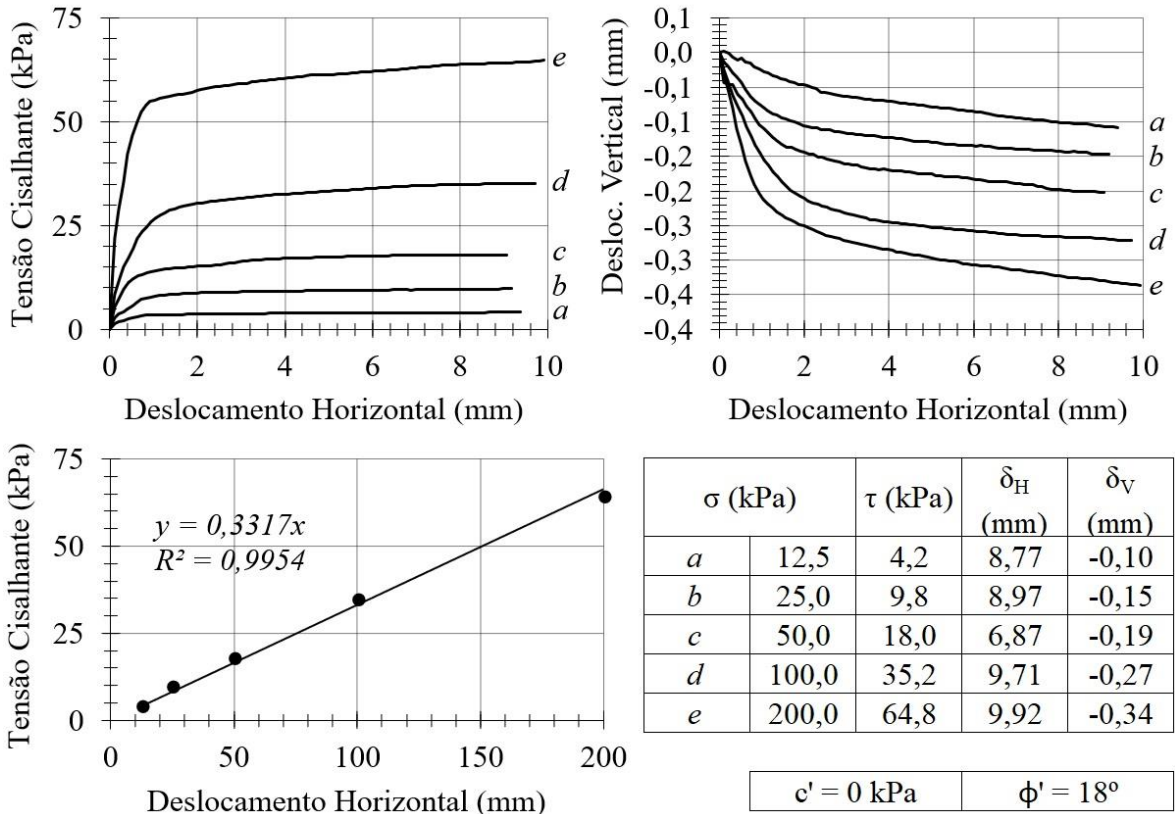 Tensão Cisalhante (kPa)
75
50
25
0
e
d
c
b
a
0 2 4 6 8 10
Deslocamento Horizontal (mm)
Desloc. Vertical (mm)
0,1
0,0
-0,1
-0,1
-0,2
-0,2
-0,3
-0,3
-0,4
-0,4
a
b
c
d
e
0 2 4 6 8 10
Deslocamento Horizontal (mm)
Tensão Cisalhante (kPa)
75
50
25
0
y = 0,3317x
R² = 0,9954
0 50 100 150 200
Deslocamento Horizontal (mm)
σ (kPa) τ (kPa) δH (mm) δV (mm)
a 12,5 4,2 8,77 -0,10
b 25,0 9,8 8,97 -0,15
c 50,0 18,0 6,87 -0,19
d 100,0 35,2 9,71 -0,27
e 200,0 64,8 9,92 -0,34
c' = 0 kPa ϕ' = 18º